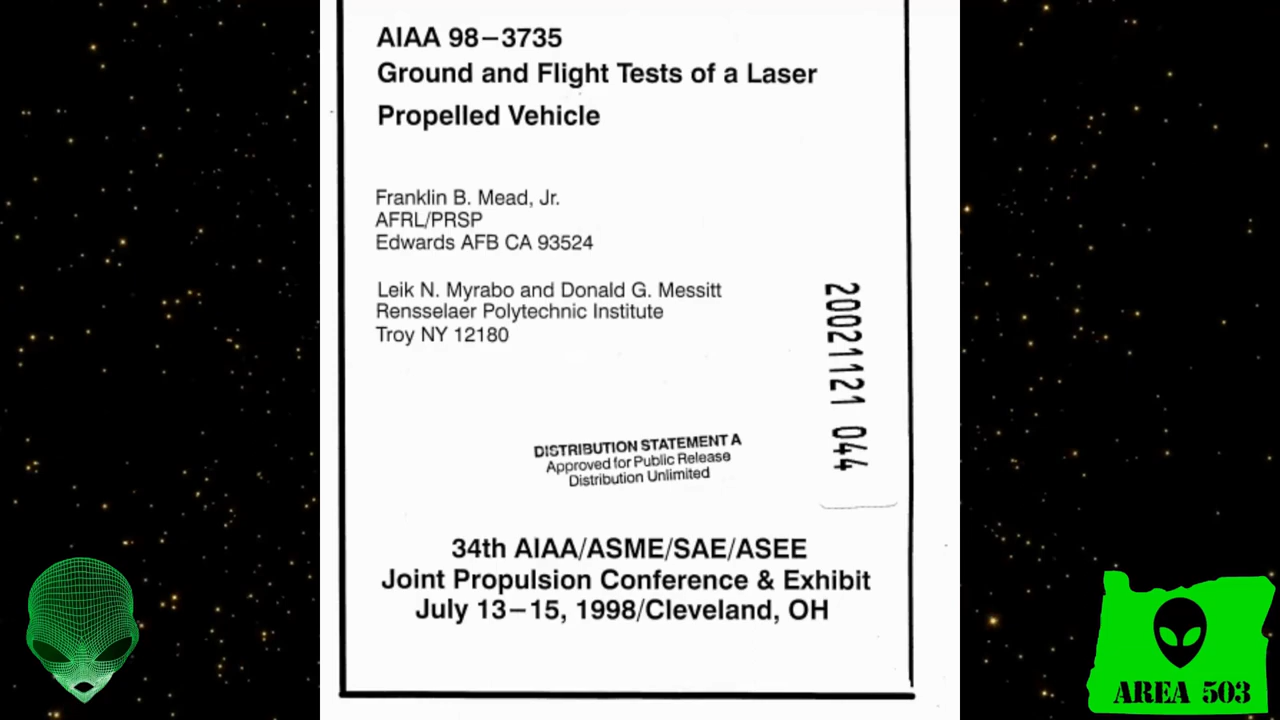 AIAA 98–3735
Ground and Flight Tests of a Laser
Propelled Vehicle
Franklin B. Mead, Jr.
AFRL/PRSP
Edwards AFB CA 93524
Leik N. Myrabo and Donald G. Messitt
Rensselaer Polytechnic Institute
Troy NY 12180
20021121 044
DISTRIBUTION STATEMENT A
Approved for Public Release
Distribution Unlimited
34th AIAA/ASME/SAE/ASEE
Joint Propulsion Conference & Exhibit
July 13–15, 1998/Cleveland, OH
AREA 503